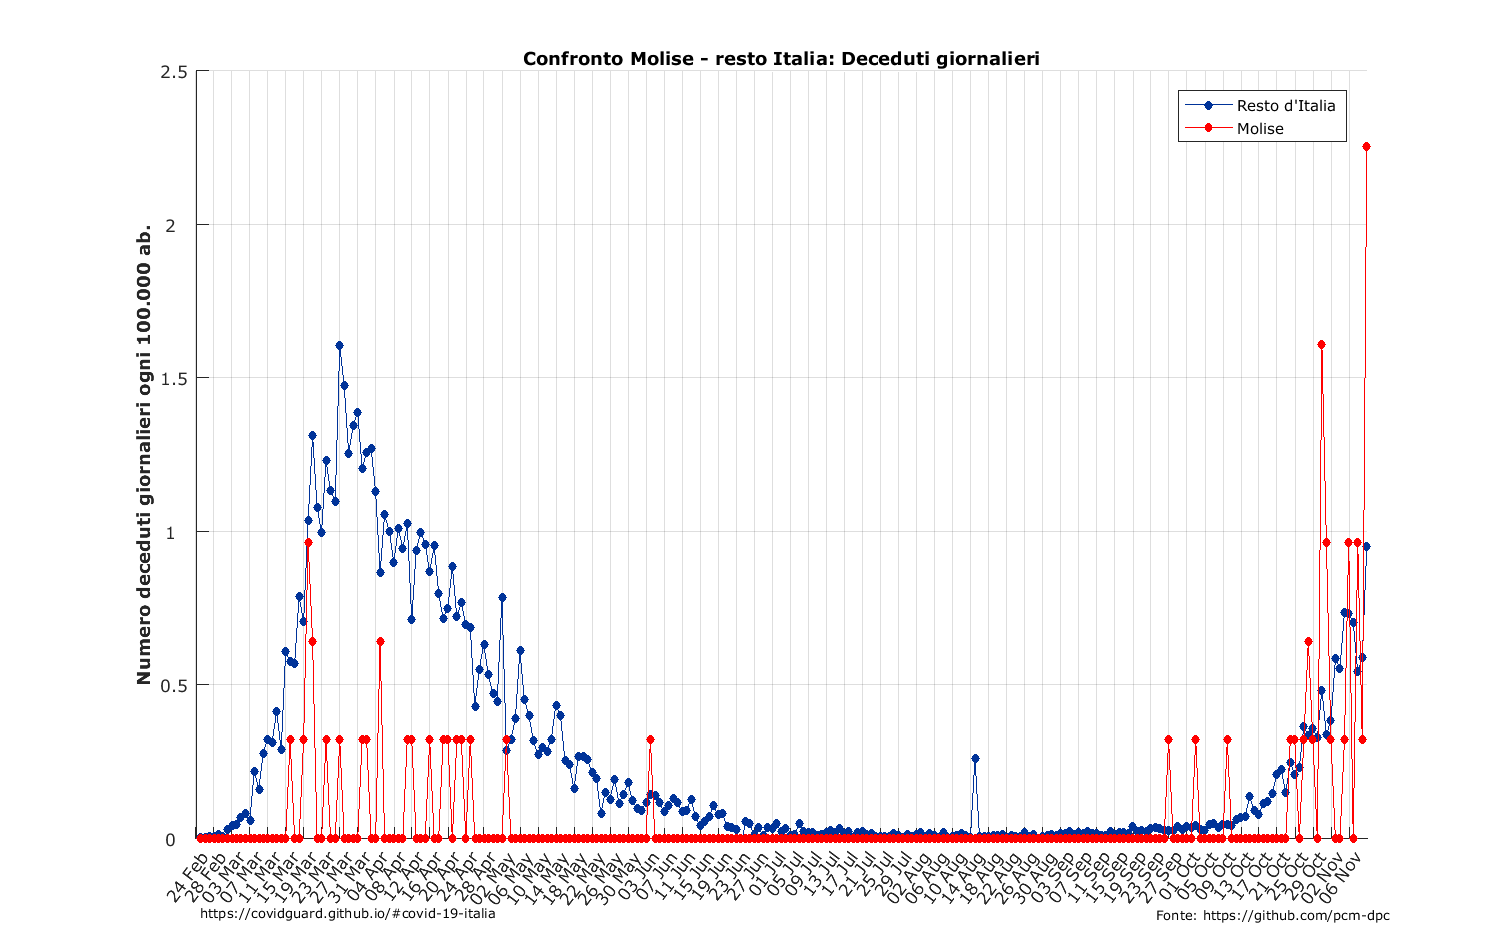 Confronto Molise - resto Italia: Deceduti giornalieri
Numero deceduti giornalieri ogni 100.000 ab.
2.5
2
1.5
1
0.5
0
Resto d'Italia
Molise
24 Feb
28 Feb
03 Mar
07 Mar
11 Mar
15 Mar
19 Mar
23 Mar
27 Mar
31 Mar
04 Apr
08 Apr
12 Apr
16 Apr
20 Apr
24 Apr
28 Apr
02 May
06 May
10 May
14 May
18 May
22 May
26 May
30 May
03 Jun
07 Jun
11 Jun
15 Jun
19 Jun
23 Jun
27 Jun
01 Jul
05 Jul
09 Jul
13 Jul
17 Jul
21 Jul
25 Jul
29 Jul
02 Aug
06 Aug
10 Aug
14 Aug
18 Aug
22 Aug
26 Aug
30 Aug
03 Sep
07 Sep
11 Sep
15 Sep
19 Sep
23 Sep
27 Sep
01 Oct
05 Oct
09 Oct
13 Oct
17 Oct
21 Oct
25 Oct
29 Oct
02 Nov
06 Nov
https://covidguard.github.io/#covid-19-italia
Fonte: https://github.com/pcm-dpc